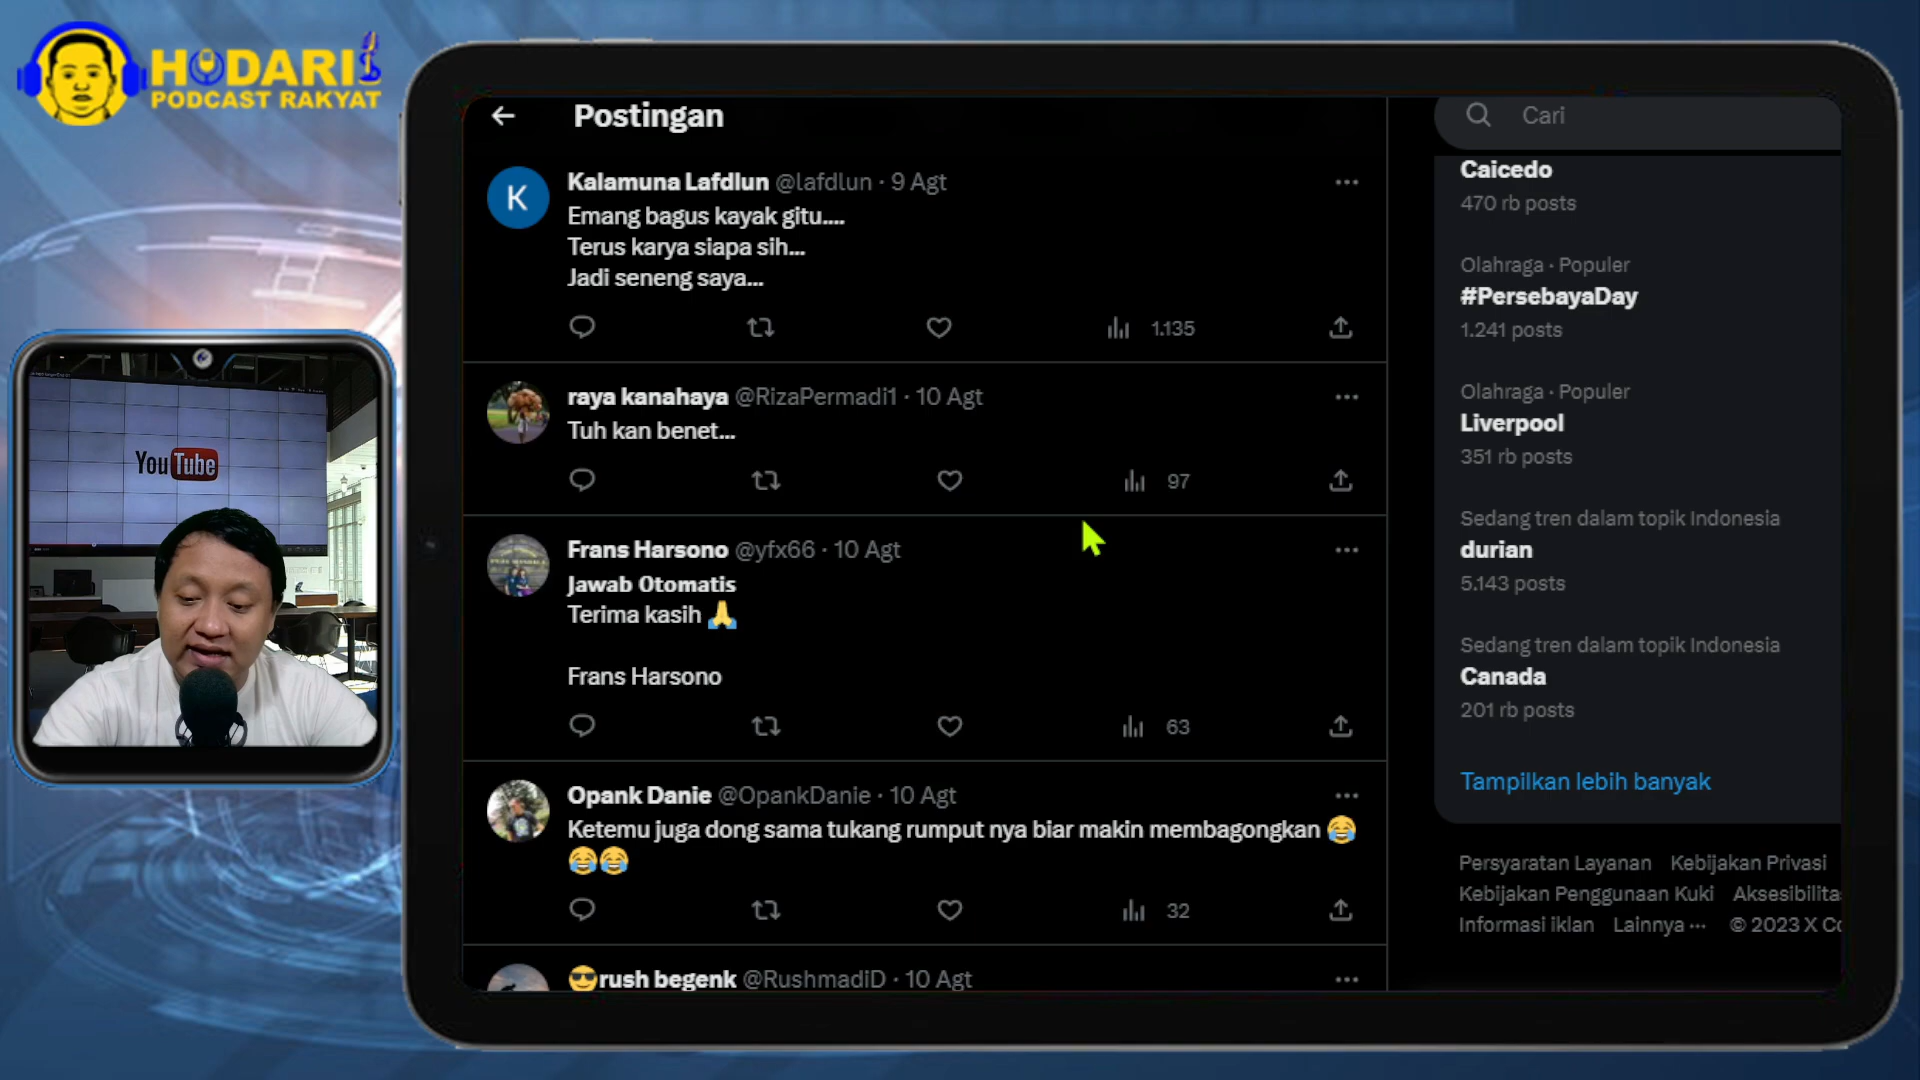 HODARI
PODCAST RAKYAT
YouTube
Postingan
Kalamuna Lafdlun @lafdlun · 9 Agt
Emang bagus kayak gitu....
Terus karya siapa sih...
Jadi seneng saya...
1.135
raya kanahaya @RizaPermadi1 · 10 Agt
Tuh kan benet...
97
Frans Harsono @yfx66 · 10 Agt
Jawab Otomatis
Terima kasih 🙏
Frans Harsono
63
Opank Danie @OpankDanie · 10 Agt
Ketemu juga dong sama tukang rumput nya biar makin membagongkan 😂
😂😂
32
😎rush begenk @RushmadiD · 10 Agt
Cari
Caicedo
470 rb posts
Olahraga · Populer
#PersebayaDay
1.241 posts
Olahraga · Populer
Liverpool
351 rb posts
Sedang tren dalam topik Indonesia
durian
5.143 posts
Sedang tren dalam topik Indonesia
Canada
201 rb posts
Tampilkan lebih banyak
Persyaratan Layanan Kebijakan Privasi
Kebijakan Penggunaan Kuki Aksesibilita
Informasi iklan Lainnya ··· © 2023 X Co